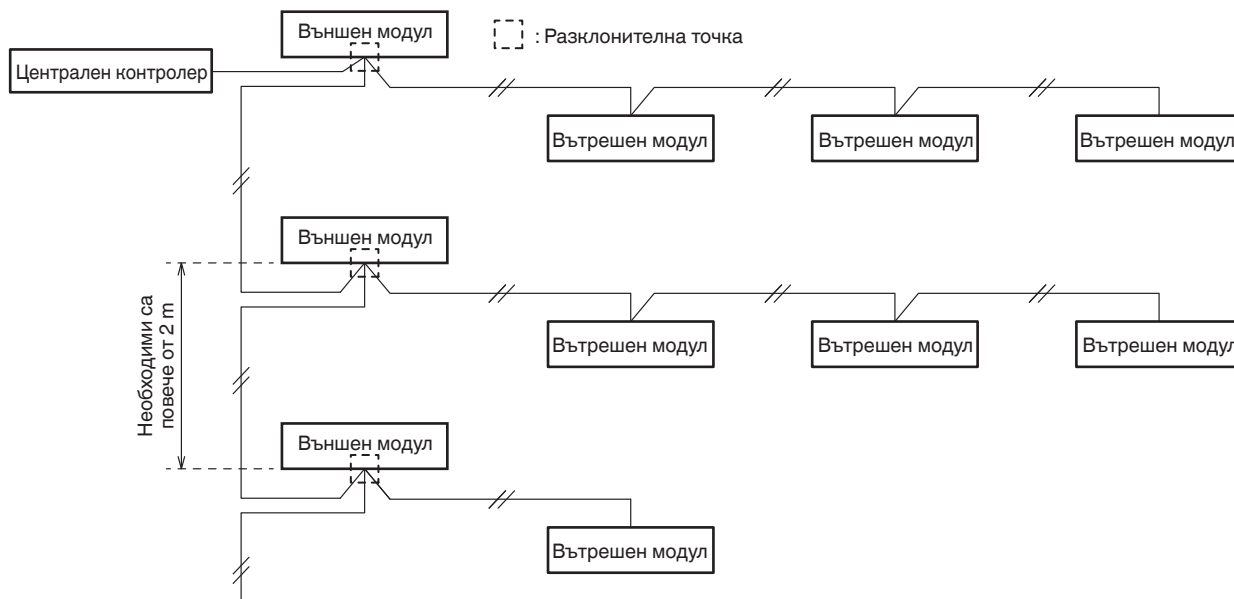 Външен модул
: Разклонителна точка
Централен контролер
Вътрешен модул
Вътрешен модул
Вътрешен модул
Външен модул
Необходими са
повече от 2 m
Вътрешен модул
Вътрешен модул
Вътрешен модул
Външен модул
Вътрешен модул